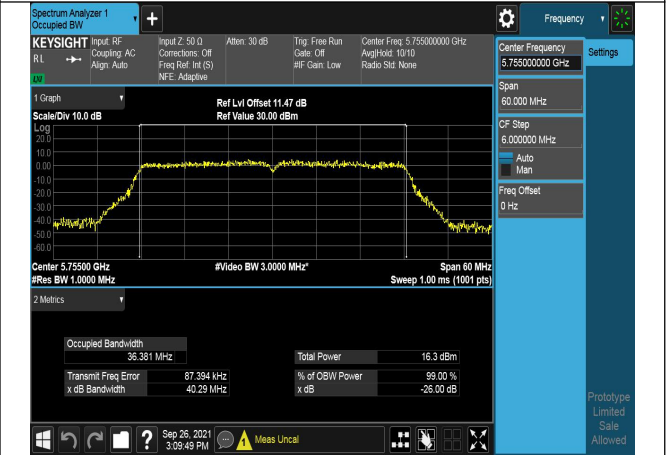 Spectrum Analyzer 1
Occupied BW
Frequency
KEYSIGHT
RL
Input: RF
Coupling: AC
Align: Auto
Input Z: 50 Ω
Corrections: Off
Freq Ref: Int (S)
NFE: Adaptive
Atten: 30 dB
Trig: Free Run
Gate: Off
#IF Gain: Low
Center Freq: 5.755000000 GHz
Avg|Hold: 10/10
Radio Std: None
Center Frequency
5.755000000 GHz
Settings
Span
60.000 MHz
CF Step
6.000000 MHz
Auto
Man
Freq Offset
0 Hz
1 Graph
Scale/Div 10.0 dB
Ref Lvl Offset 11.47 dB
Ref Value 30.00 dBm
Log
20.0
10.0
0.00
-10.0
-20.0
-30.0
-40.0
-50.0
-60.0
Center 5.75500 GHz
#Video BW 3.0000 MHz*
Span 60 MHz
#Res BW 1.0000 MHz
Sweep 1.00 ms (1001 pts)
2 Metrics
Occupied Bandwidth
36.381 MHz
Total Power 16.3 dBm
Transmit Freq Error 87.394 kHz
% of OBW Power 99.00 %
x dB Bandwidth 40.29 MHz
x dB -26.00 dB
Prototype
Limited
Sale
Allowed
?
Sep 26, 2021
3:09:49 PM
Meas Uncal